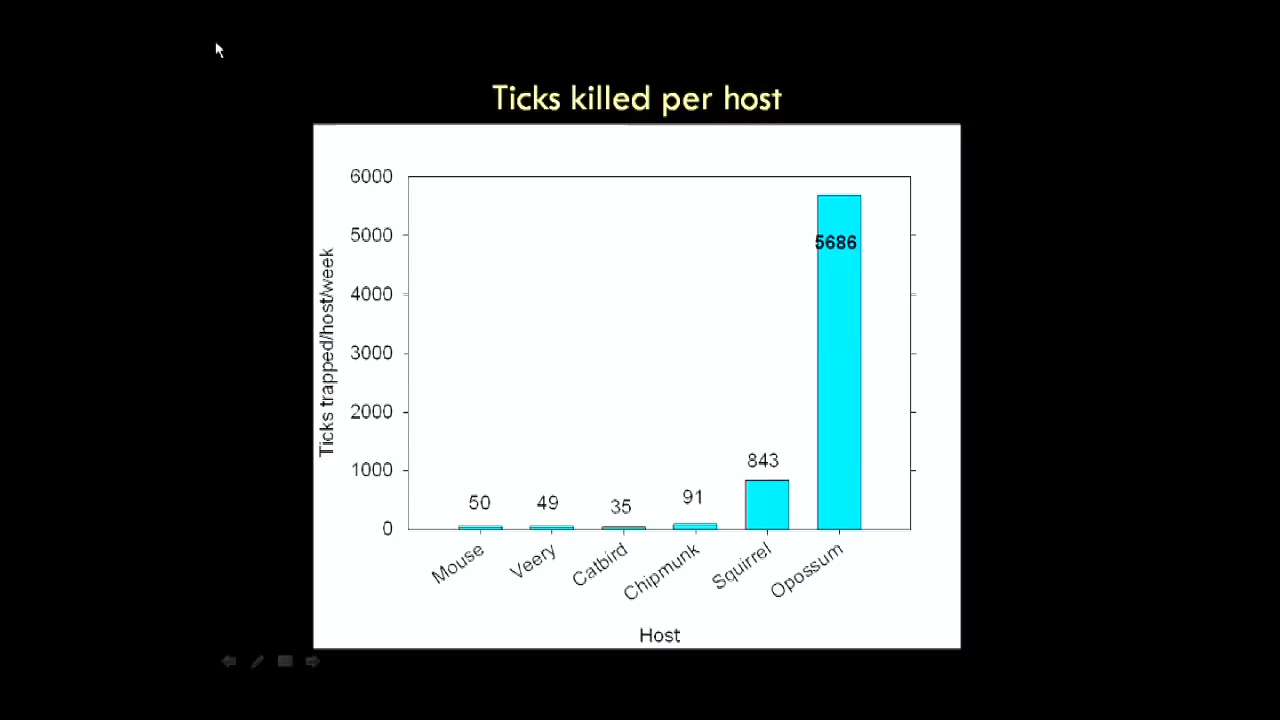 Ticks killed per host
Ticks trapped/host/week
6000
5000
4000
3000
2000
1000
0
50
49
35
91
843
5686
Mouse
Veery
Catbird
Chipmunk
Squirrel
Opossum
Host